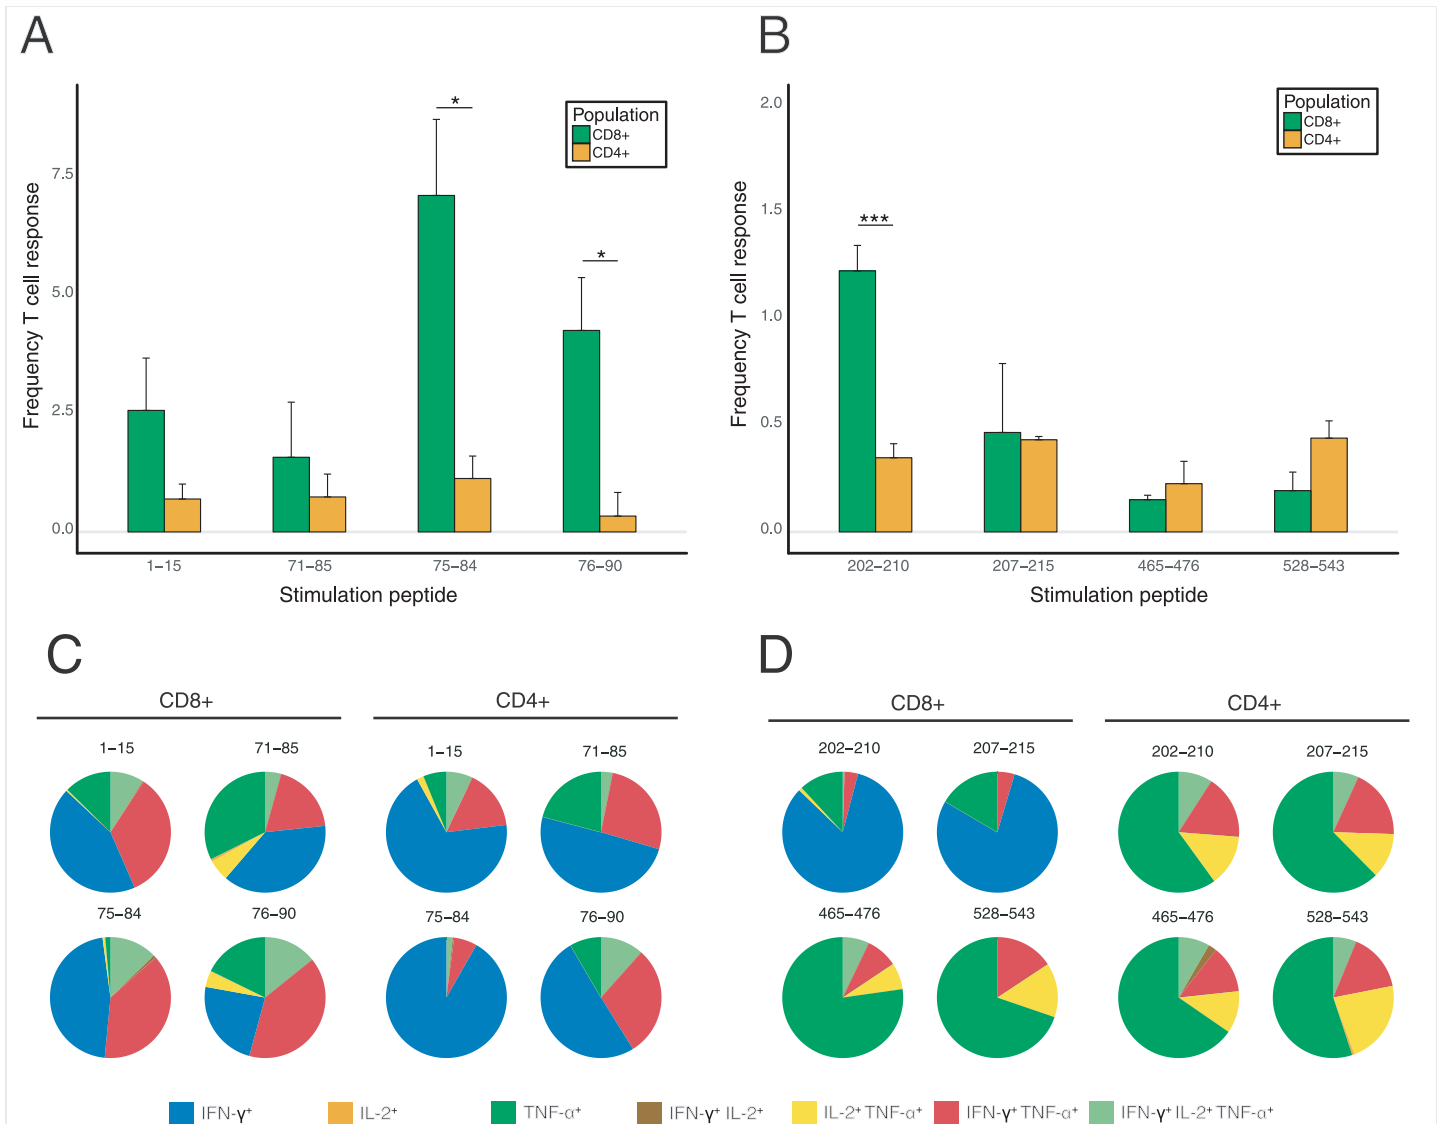 A
Frequency T cell response
7.5
5.0
2.5
0.0
*
*
Population
CD8+
CD4+
1–15
71–85
75–84
76–90
Stimulation peptide
B
Frequency T cell response
2.0
1.5
1.0
0.5
0.0
***
Population
CD8+
CD4+
202–210
207–215
465–476
528–543
Stimulation peptide
C
CD8+
CD4+
1–15
71–85
1–15
71–85
75–84
76–90
75–84
76–90
D
CD8+
CD4+
202–210
207–215
202–210
207–215
465–476
528–543
465–476
528–543
IFN-γ⁺
IL-2⁺
TNF-α⁺
IFN-γ⁺ IL-2⁺
IL-2⁺ TNF-α⁺
IFN-γ⁺ TNF-α⁺
IFN-γ⁺ IL-2⁺ TNF-α⁺